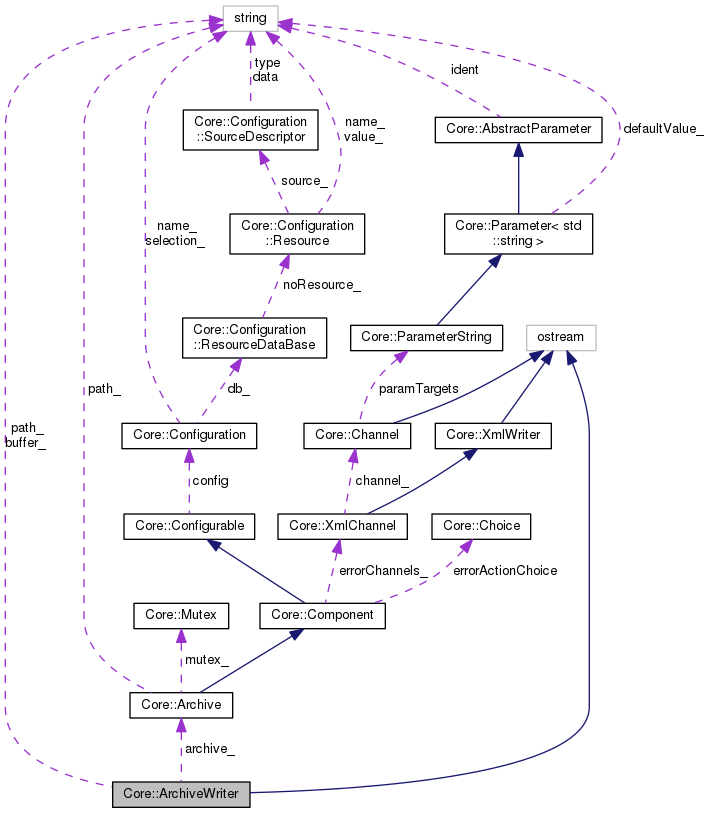 string
type
data
ident
Core::Configuration
::SourceDescriptor
name_
value_
Core::AbstractParameter
defaultValue_
source_
name_
selection_
Core::Configuration
::Resource
Core::Parameter< std
::string >
noResource_
Core::Configuration
::ResourceDataBase
Core::ParameterString
ostream
path_
db_
paramTargets
path_
buffer_
Core::Configuration
Core::Channel
Core::XmlWriter
config
channel_
Core::Configurable
Core::XmlChannel
Core::Choice
errorChannels_
errorActionChoice
Core::Mutex
Core::Component
mutex_
Core::Archive
archive_
Core::ArchiveWriter